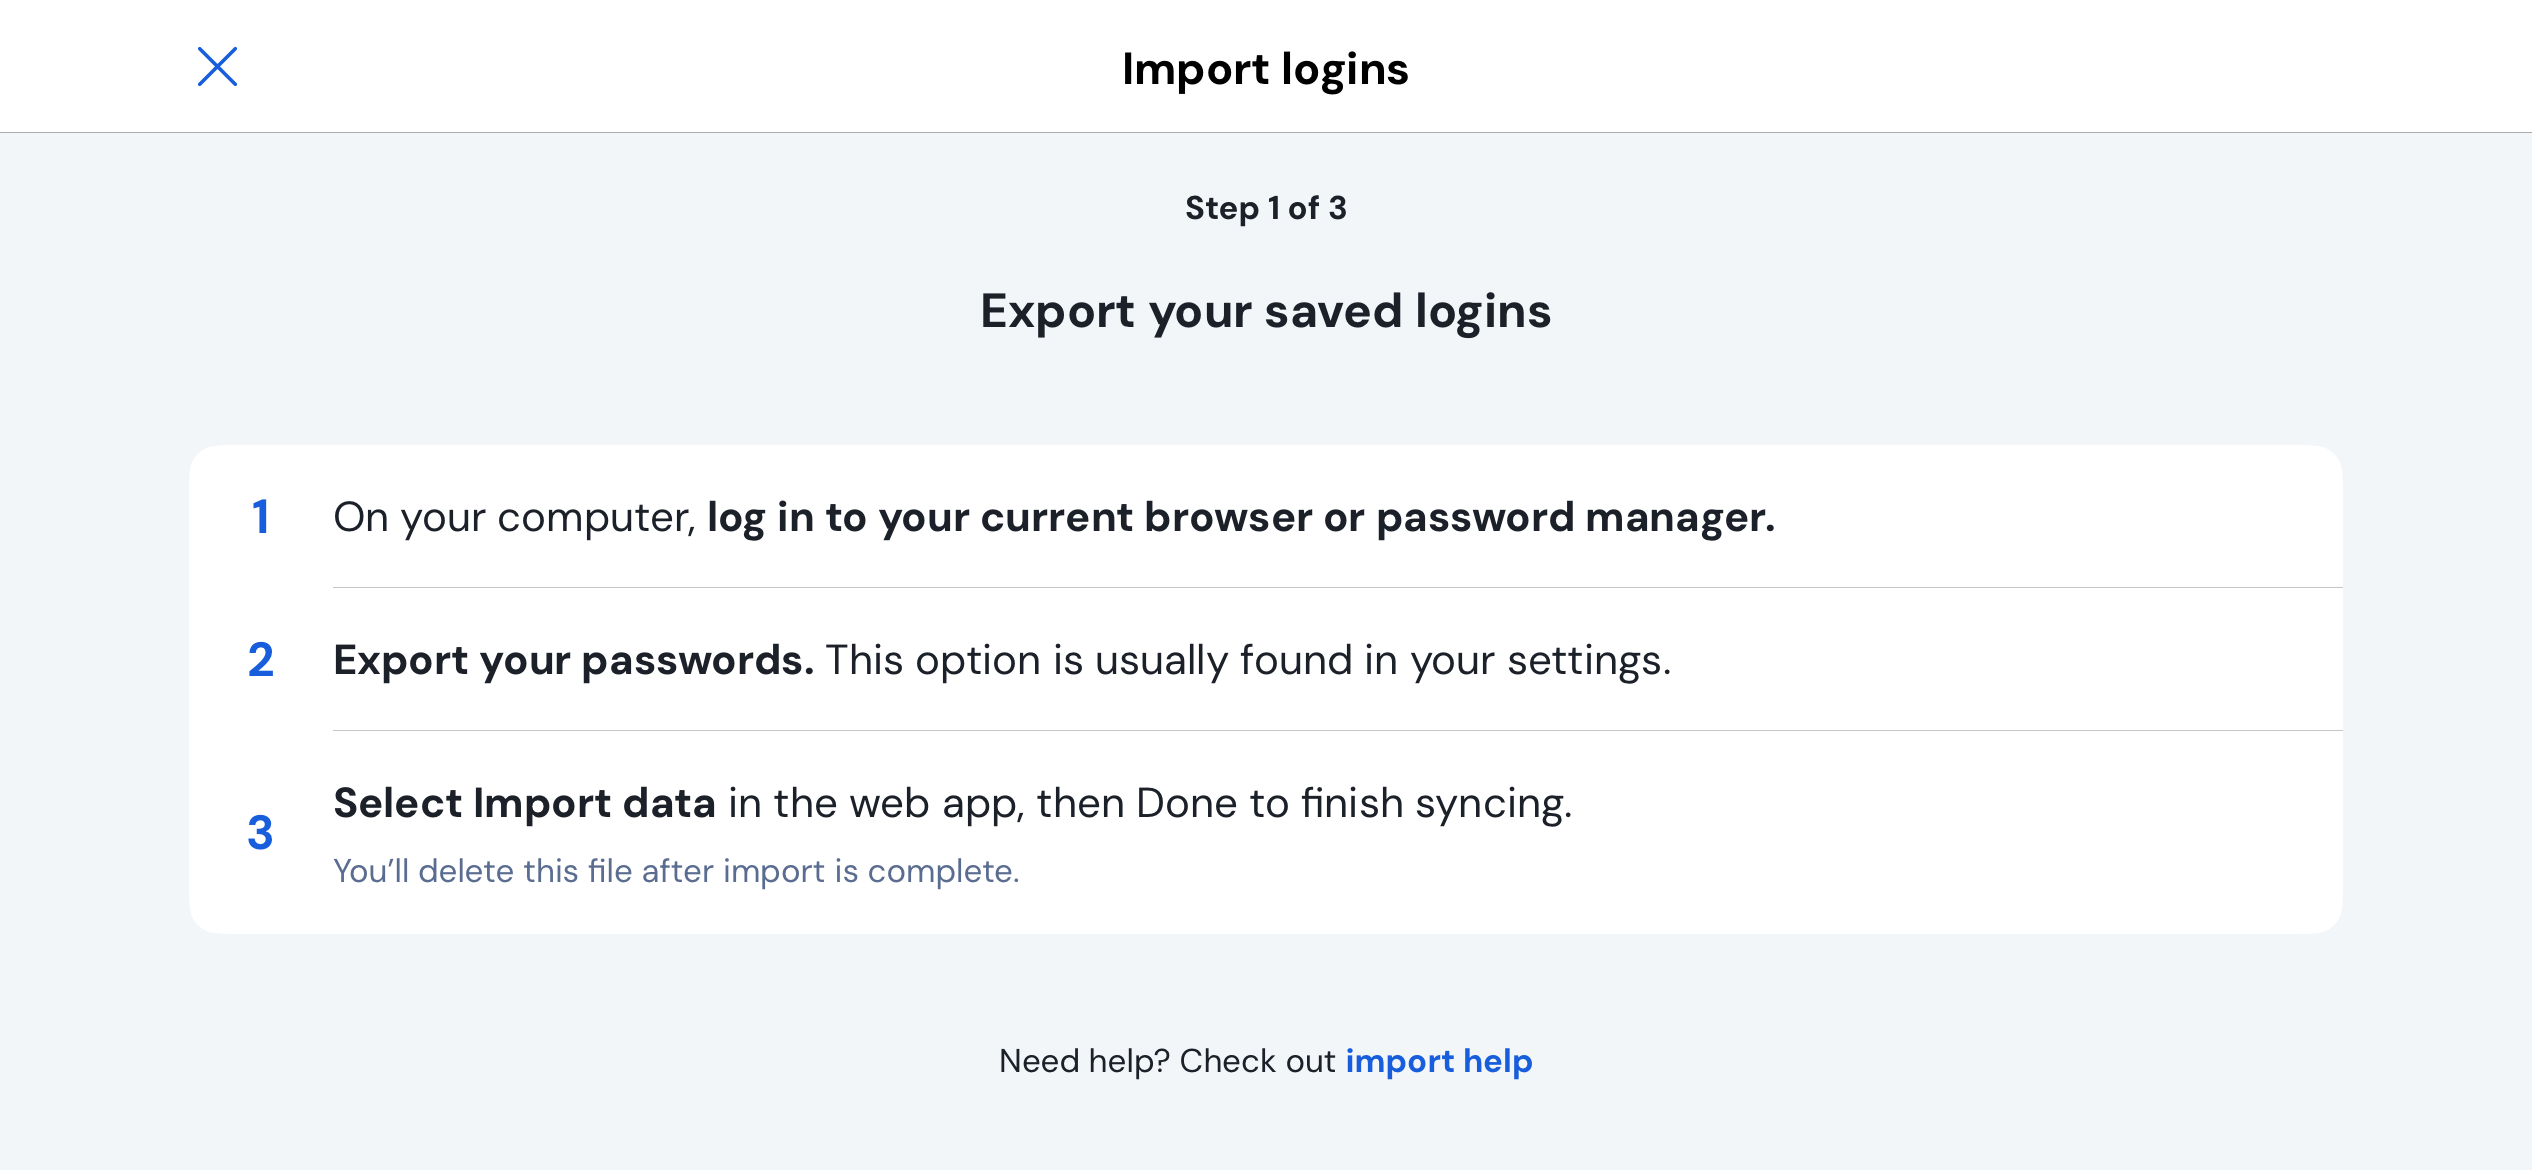 Import logins
Step 1 of 3
Export your saved logins
1 On your computer, log in to your current browser or password manager.
2 Export your passwords. This option is usually found in your settings.
3 Select Import data in the web app, then Done to finish syncing.
You’ll delete this file after import is complete.
Need help? Check out import help